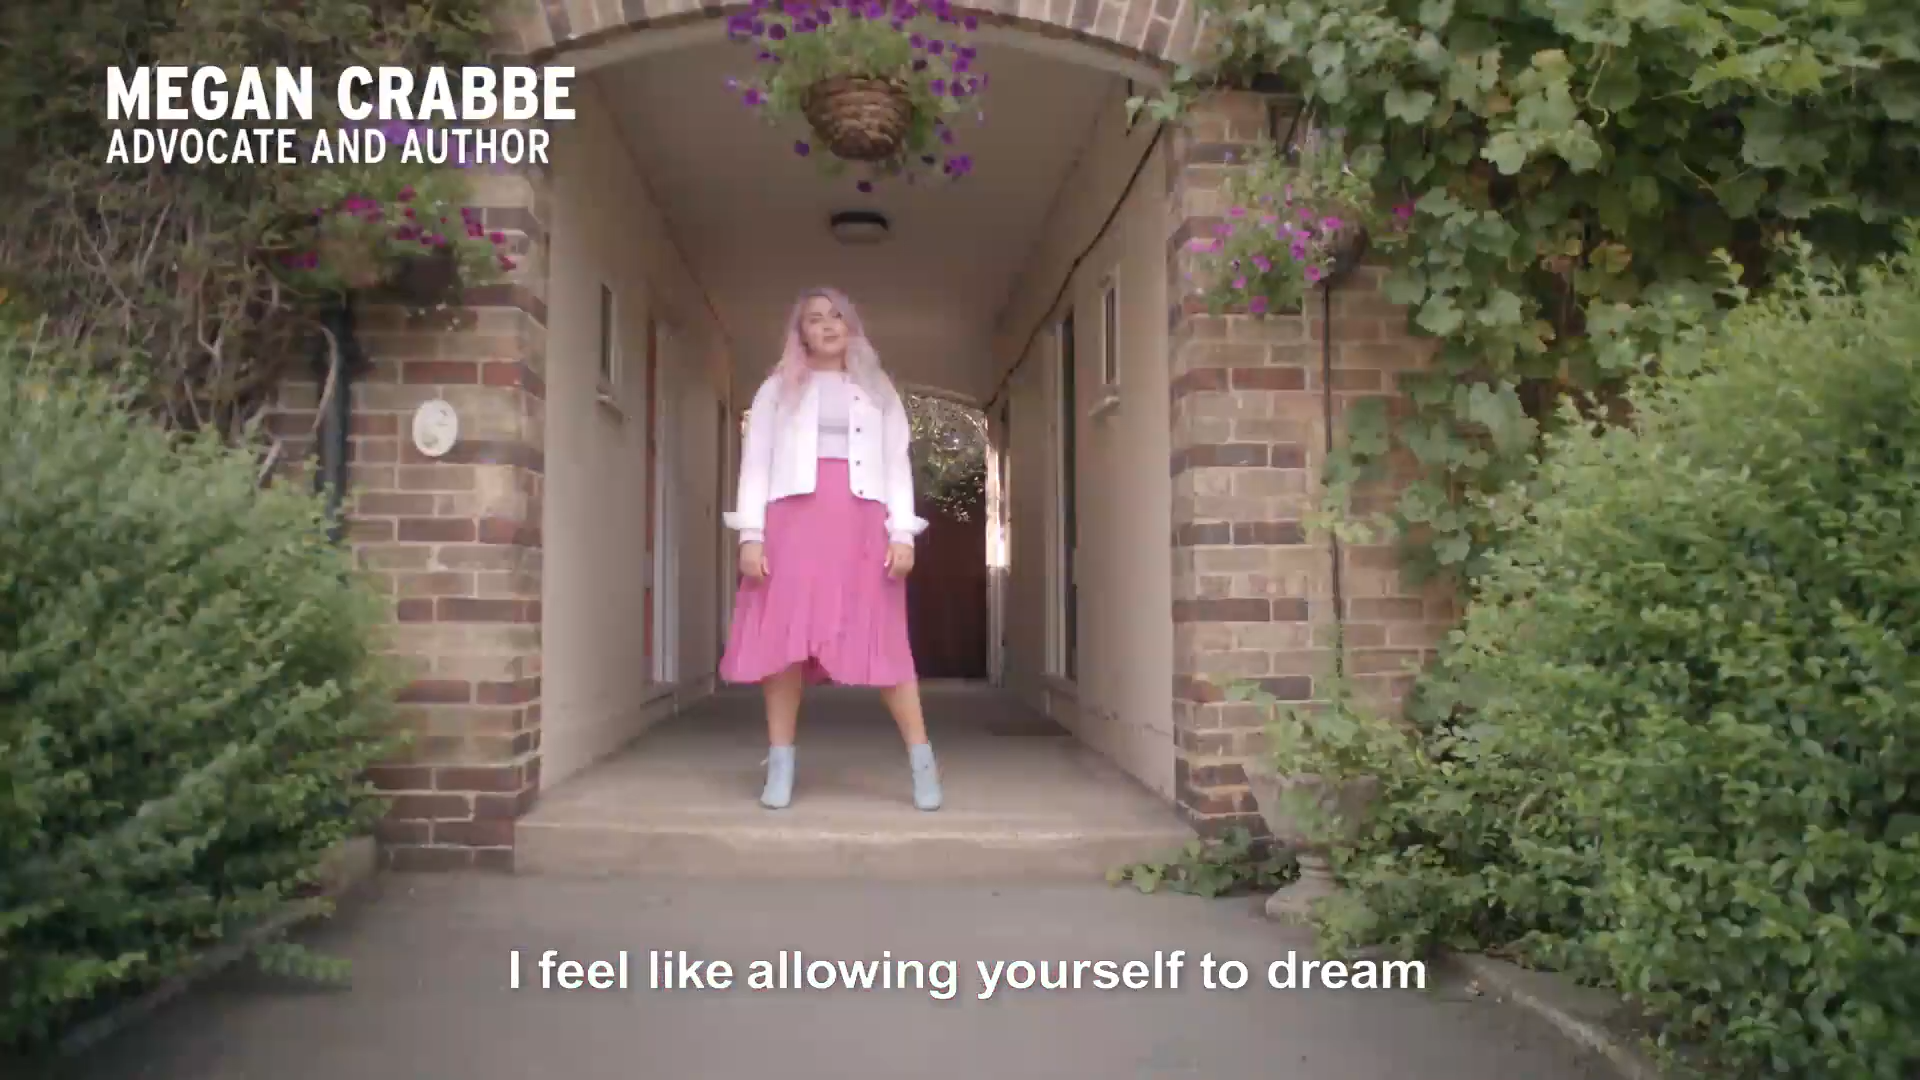 MEGAN CRABBE
ADVOCATE AND AUTHOR
I feel like allowing yourself to dream